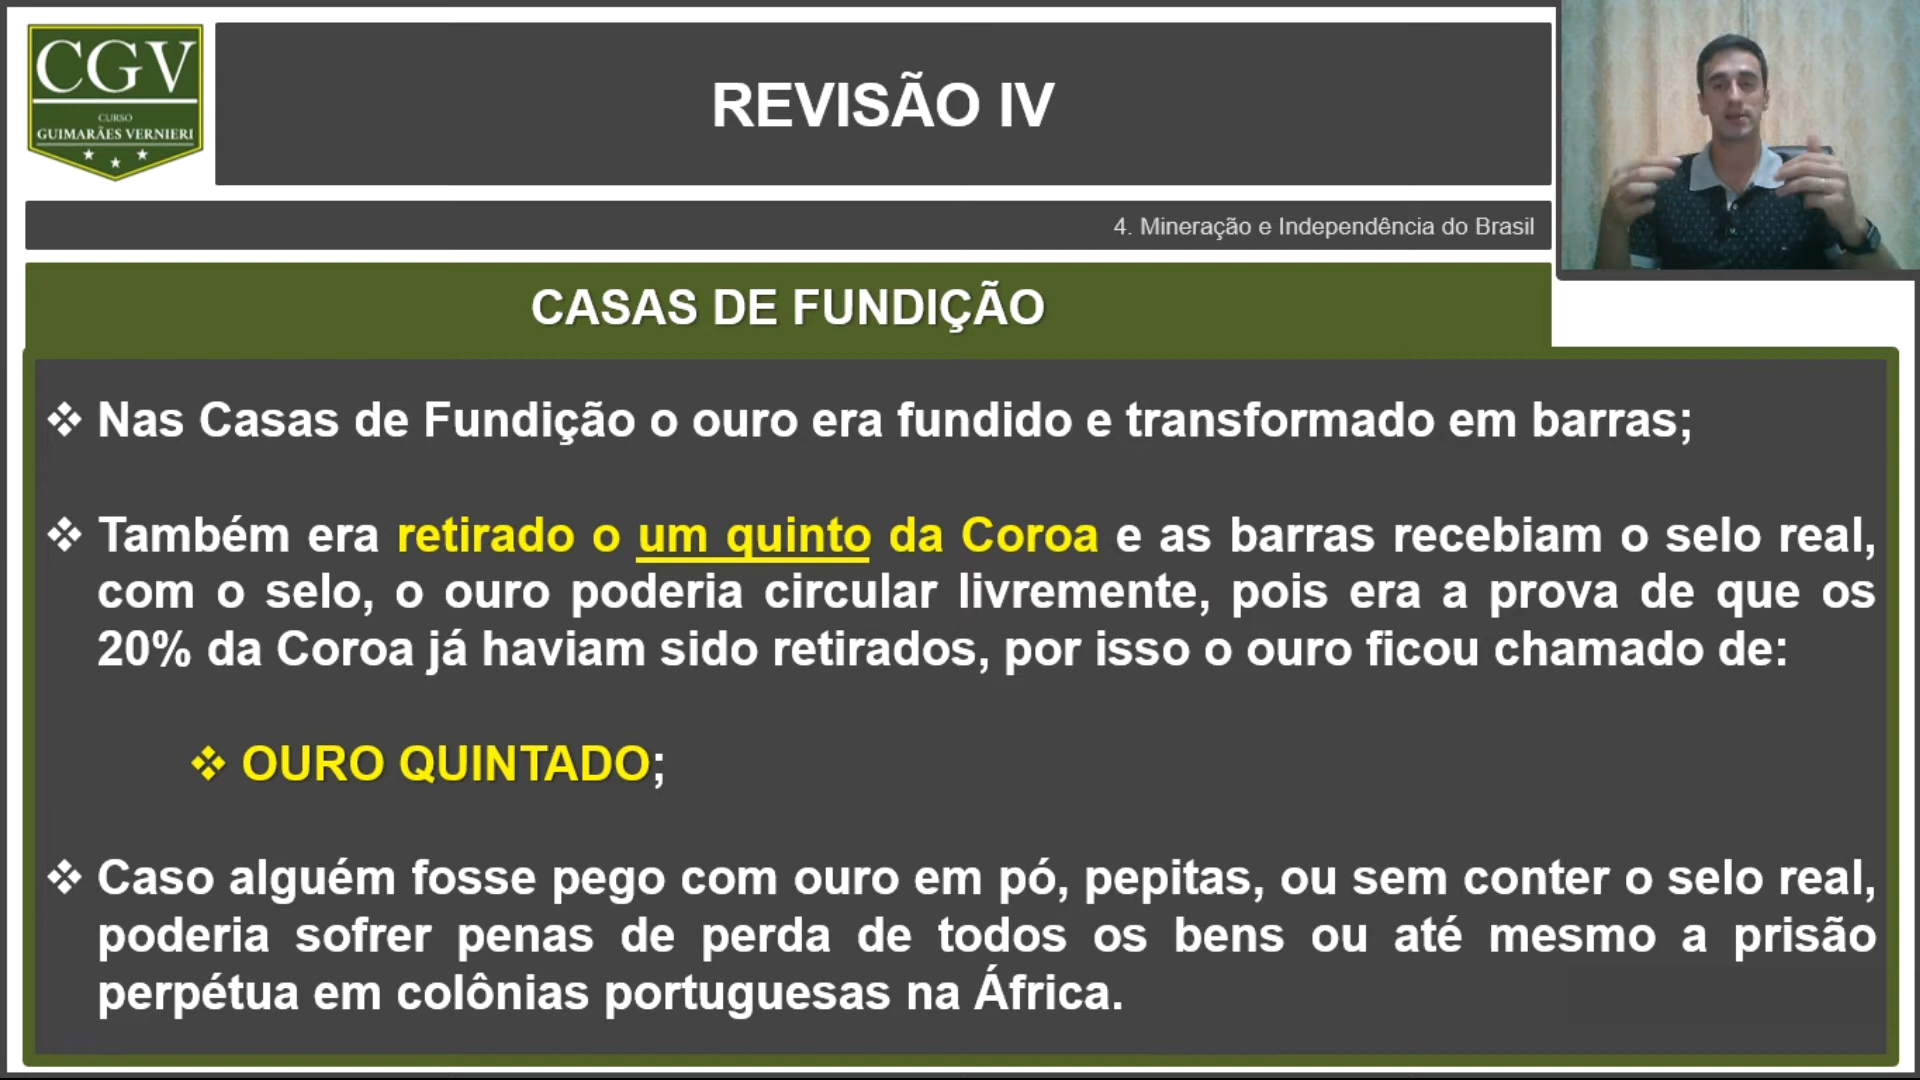 CGV
CURSO
GUIMARÃES VERNIERI
REVISÃO IV
4. Mineração e Independência do Brasil
CASAS DE FUNDIÇÃO
❖ Nas Casas de Fundição o ouro era fundido e transformado em barras;
❖ Também era retirado o um quinto da Coroa e as barras recebiam o selo real,
com o selo, o ouro poderia circular livremente, pois era a prova de que os
20% da Coroa já haviam sido retirados, por isso o ouro ficou chamado de:
❖ OURO QUINTADO;
❖ Caso alguém fosse pego com ouro em pó, pepitas, ou sem conter o selo real,
poderia sofrer penas de perda de todos os bens ou até mesmo a prisão
perpétua em colônias portuguesas na África.